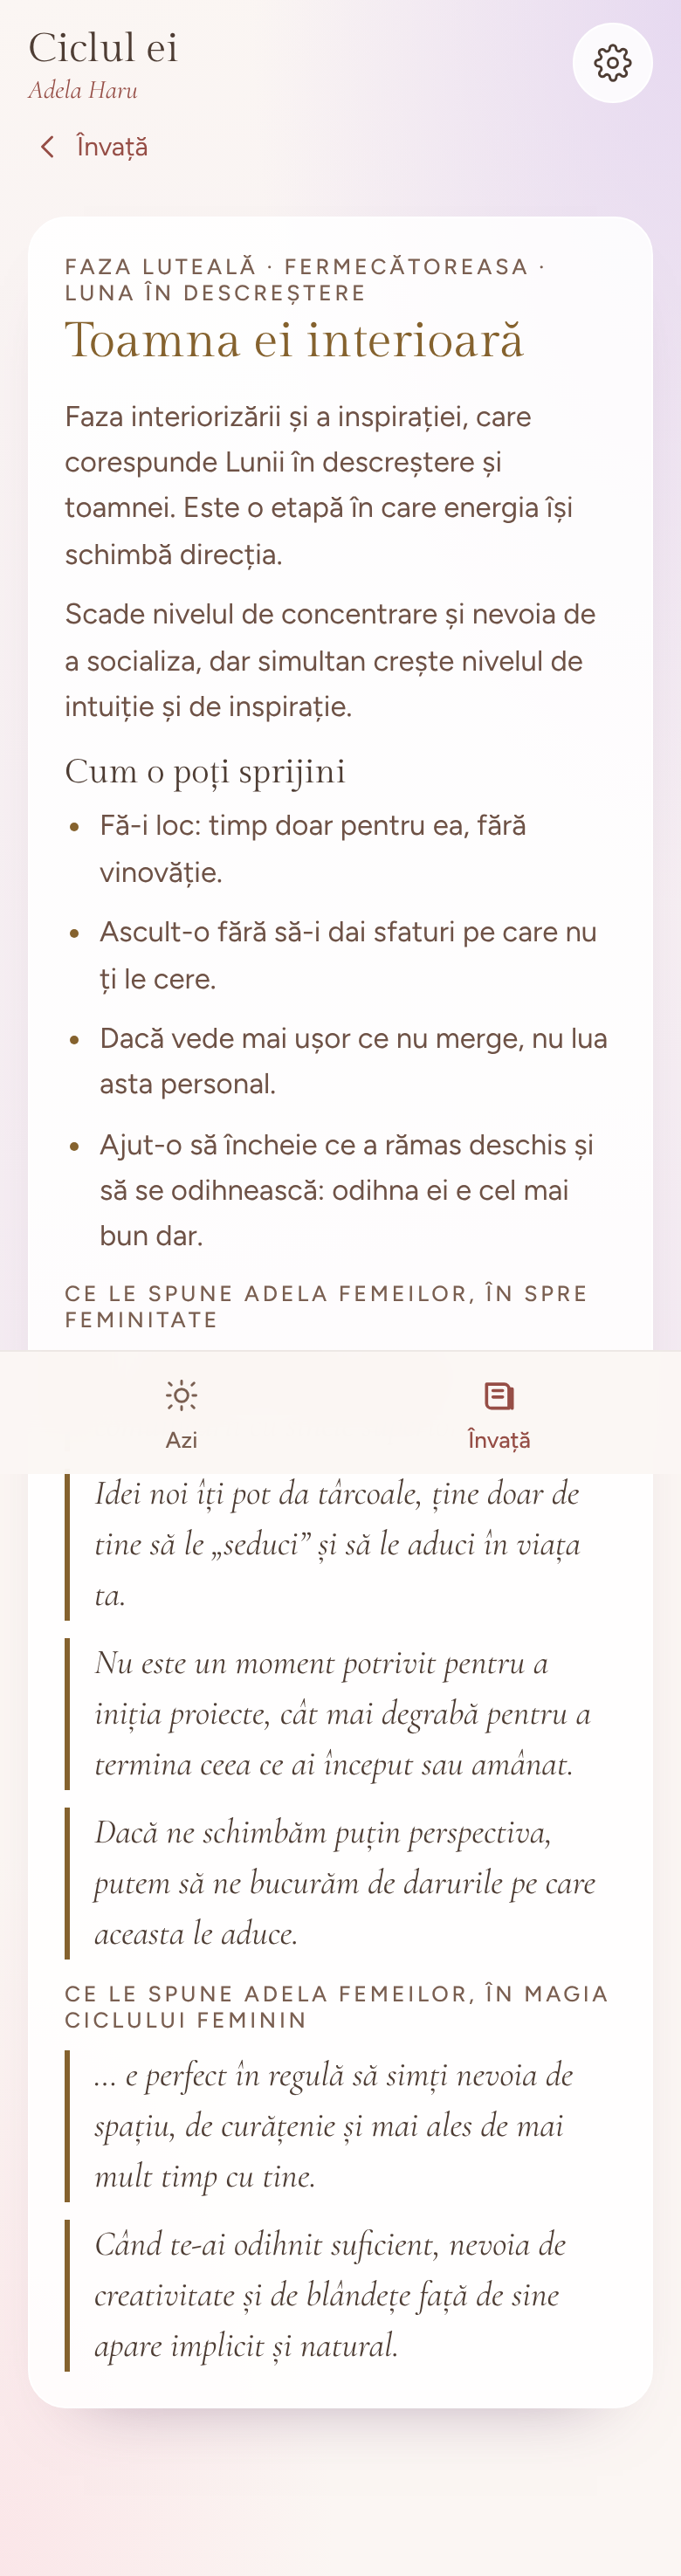 Ciclul ei
Adela Haru
Învață
FAZA LUTEALĂ · FERMECĂTOREASA ·
LUNA ÎN DESCREȘTERE
Toamna ei interioară
Faza interiorizării și a inspirației, care
corespunde Lunii în descreștere și
toamnei. Este o etapă în care energia își
schimbă direcția.
Scade nivelul de concentrare și nevoia de
a socializa, dar simultan crește nivelul de
intuiție și de inspirație.
Cum o poți sprijini
• Fă-i loc: timp doar pentru ea, fără
vinovăție.
• Ascult-o fără să-i dai sfaturi pe care nu
ți le cere.
• Dacă vede mai ușor ce nu merge, nu lua
asta personal.
• Ajut-o să încheie ce a rămas deschis și
să se odihnească: odihna ei e cel mai
bun dar.
CE LE SPUNE ADELA FEMEILOR, ÎN SPRE
FEMINITATE
Azi
Învață
Idei noi îți pot da târcoale, ține doar de
tine să le „seduci” și să le aduci în viața
ta.
Nu este un moment potrivit pentru a
iniția proiecte, cât mai degrabă pentru a
termina ceea ce ai început sau amânat.
Dacă ne schimbăm puțin perspectiva,
putem să ne bucurăm de darurile pe care
aceasta le aduce.
CE LE SPUNE ADELA FEMEILOR, ÎN MAGIA
CICLULUI FEMININ
... e perfect în regulă să simți nevoia de
spațiu, de curățenie și mai ales de mai
mult timp cu tine.
Când te-ai odihnit suficient, nevoia de
creativitate și de blândețe față de sine
apare implicit și natural.